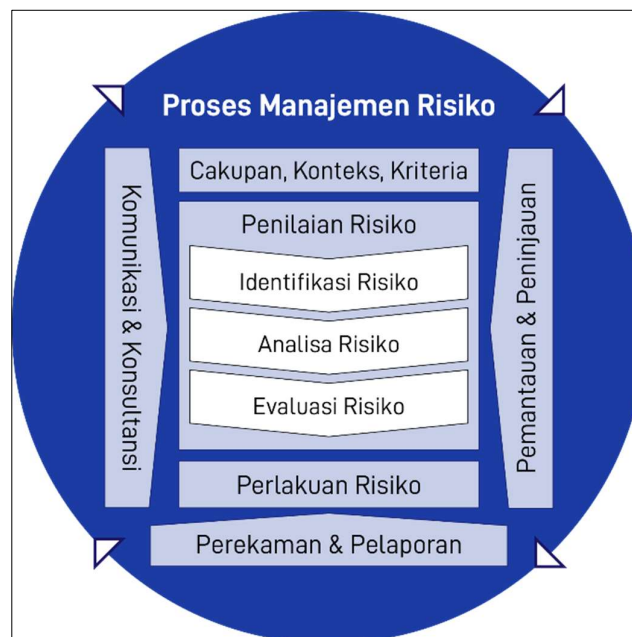 Proses Manajemen Risiko
Cakupan, Konteks, Kriteria
Komunikasi & Konsultansi
Penilaian Risiko
Identifikasi Risiko
Analisa Risiko
Evaluasi Risiko
Pemantauan & Peninjauan
Perlakuan Risiko
Perekaman & Pelaporan